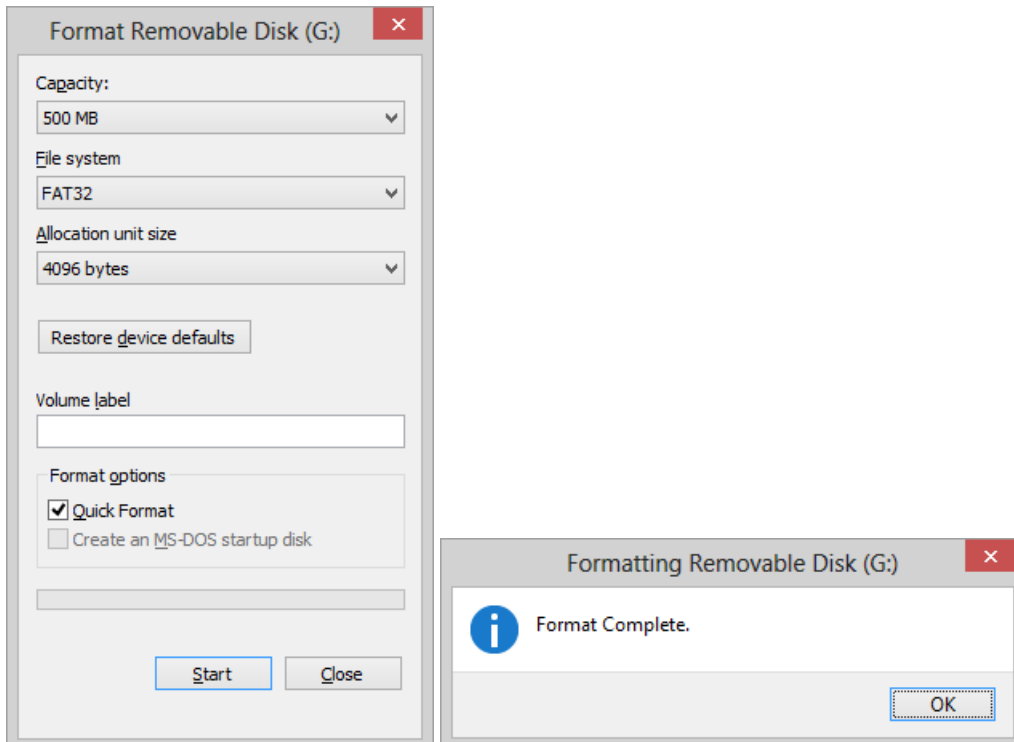 Format Removable Disk (G:)
Capacity:
500 MB
File system
FAT32
Allocation unit size
4096 bytes
Restore device defaults
Volume label
Format options
Quick Format
Create an MS-DOS startup disk
Start
Close
Formatting Removable Disk (G:)
Format Complete.
OK